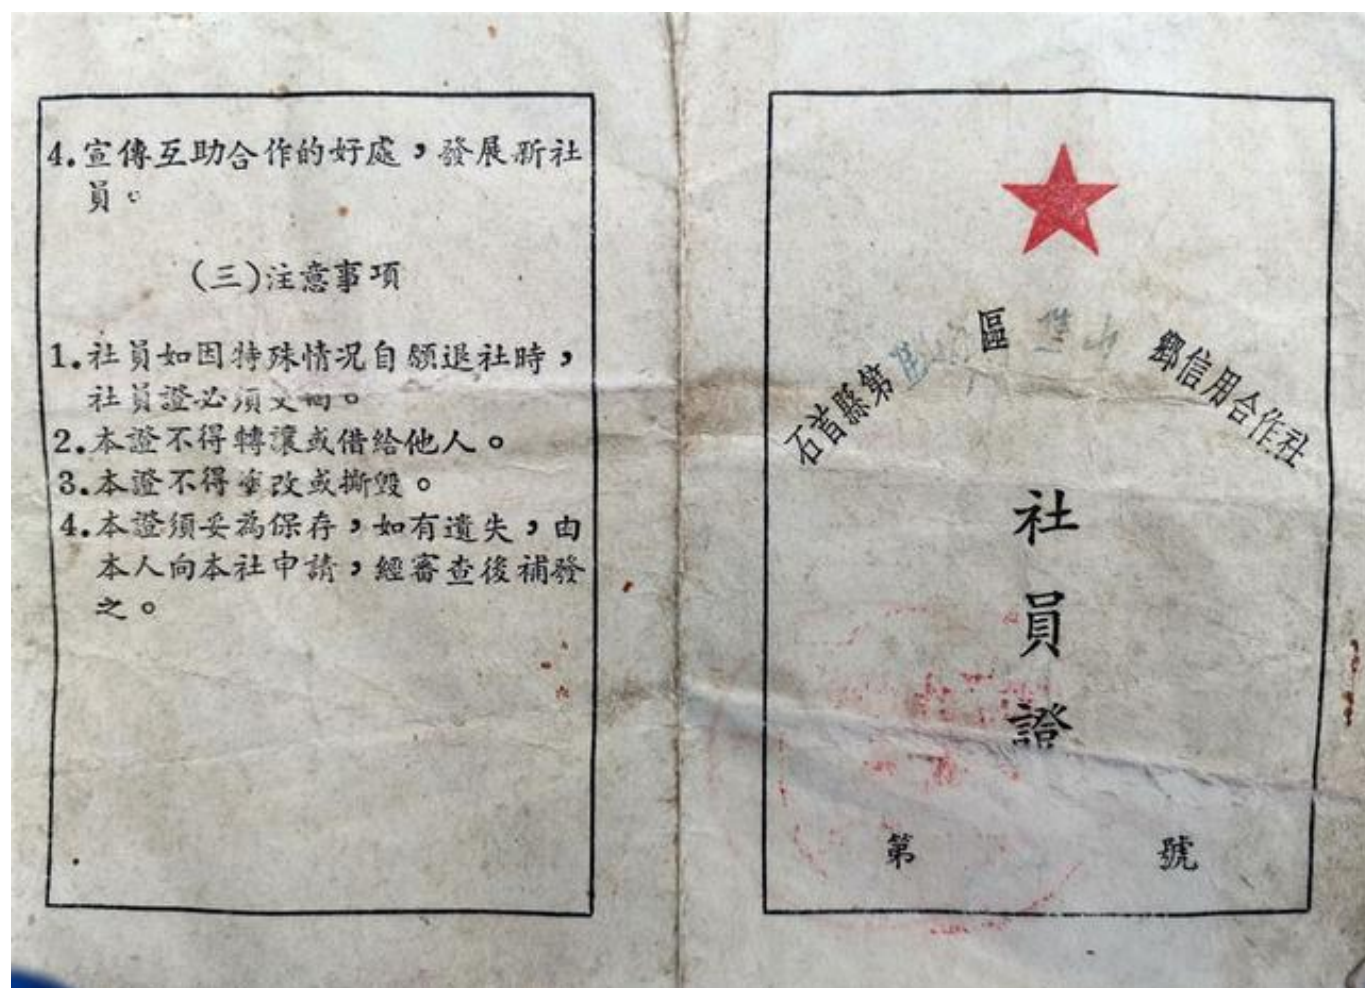 4.宣傳互助合作的好處，發展新社
員。
(三)注意事項
1.社員如因特殊情况自願退社時，
社員證必須交囘。
2.本證不得轉讓或借給他人。
3.本證不得塗改或撕毀。
4.本證須妥為保存，如有遺失，由
本人向本社申請，經審查後補發
之。
石首縣第 區 山 鄉信用合作社
社
員
證
第 號